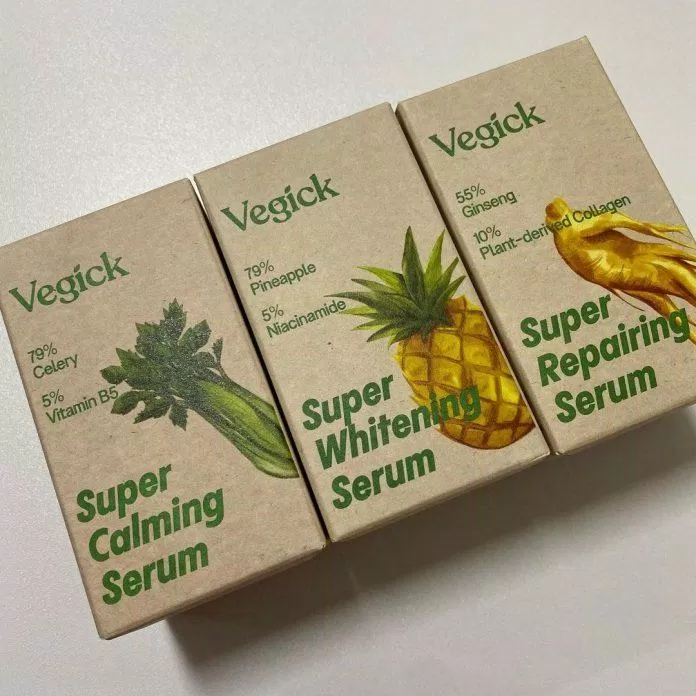 Vegick
79%
Celery
5%
Vitamin B5
Super
Calming
Serum
Vegick
79%
Pineapple
5%
Niacinamide
Super
Whitening
Serum
Vegick
55%
Ginseng
10%
Plant-derived Collagen
Super
Repairing
Serum